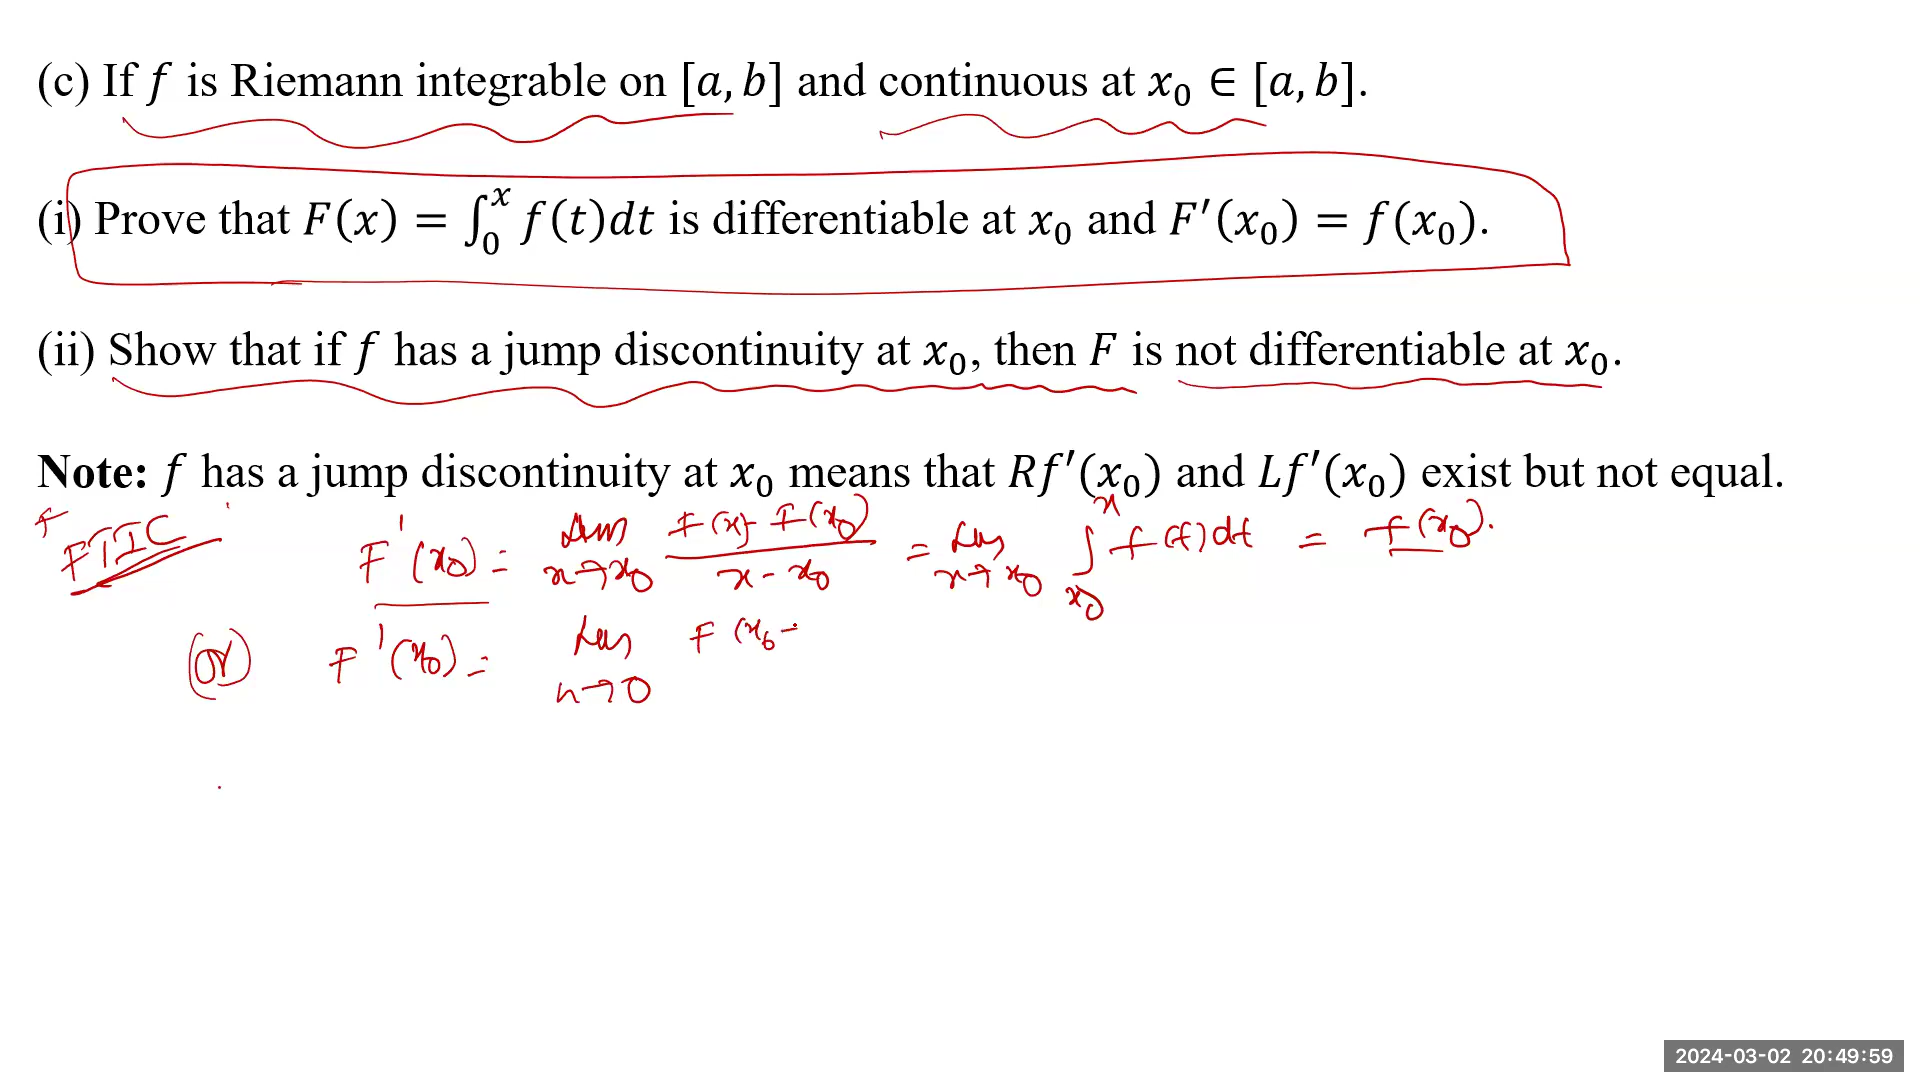 (c) If f is Riemann integrable on [a, b] and continuous at x₀ ∈ [a, b].
(i) Prove that F(x) = ∫₀ˣ f(t)dt is differentiable at x₀ and F′(x₀) = f(x₀).
(ii) Show that if f has a jump discontinuity at x₀, then F is not differentiable at x₀.
Note: f has a jump discontinuity at x₀ means that Rf′(x₀) and Lf′(x₀) exist but not equal.
FTIC F′(x₀) = Lim x→x₀ F(x) - F(x₀) / x - x₀ = Lim x→x₀ ∫ₓ₀ˣ f(t)dt = f(x₀).
(or) F′(x₀) = Lim h→0 F(x₀ -
2024-03-02 20:49:59